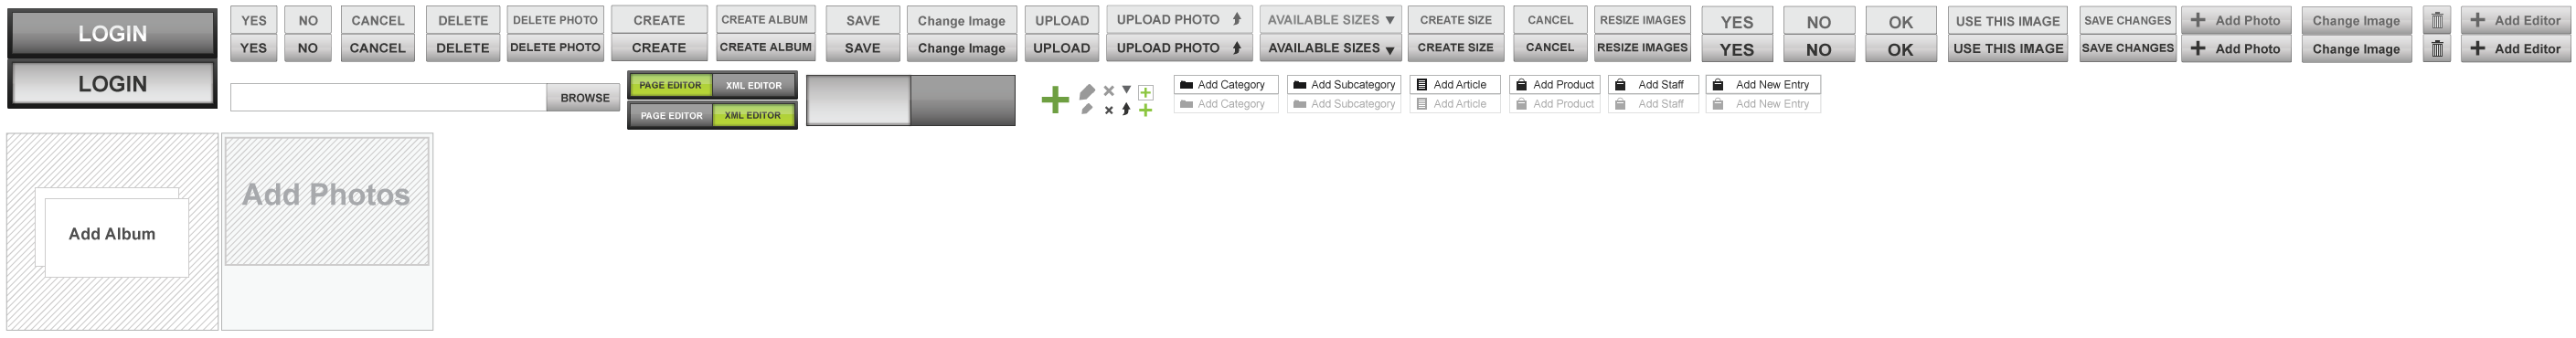 LOGIN
YES NO CANCEL DELETE DELETE PHOTO CREATE CREATE ALBUM SAVE Change Image UPLOAD UPLOAD PHOTO AVAILABLE SIZES CREATE SIZE CANCEL RESIZE IMAGES YES NO OK USE THIS IMAGE SAVE CHANGES Add Photo Change Image Add Editor
YES NO CANCEL DELETE DELETE PHOTO CREATE CREATE ALBUM SAVE Change Image UPLOAD UPLOAD PHOTO AVAILABLE SIZES CREATE SIZE CANCEL RESIZE IMAGES YES NO OK USE THIS IMAGE SAVE CHANGES Add Photo Change Image Add Editor
LOGIN
BROWSE
PAGE EDITOR XML EDITOR
PAGE EDITOR XML EDITOR
Add Category Add Subcategory Add Article Add Product Add Staff Add New Entry
Add Category Add Subcategory Add Article Add Product Add Staff Add New Entry
Add Album
Add Photos